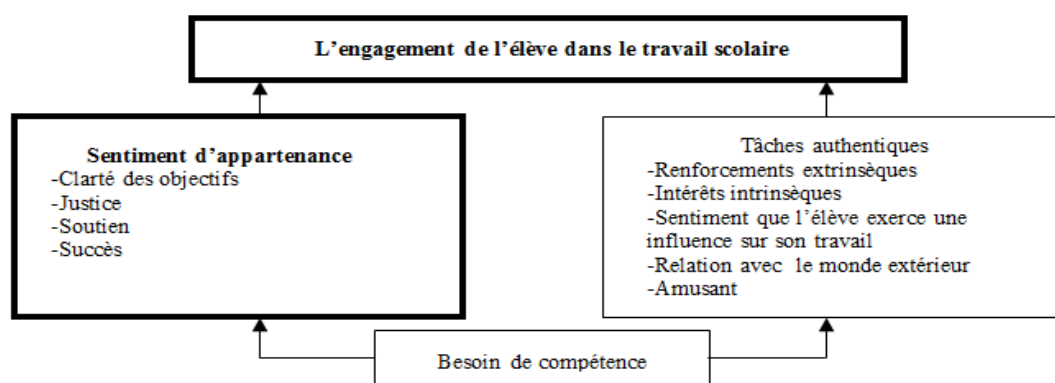 L'engagement de l'élève dans le travail scolaire
Sentiment d'appartenance
-Clarté des objectifs
-Justice
-Soutien
-Succès
Tâches authentiques
-Renforcements extrinsèques
-Intérêts intrinsèques
-Sentiment que l'élève exerce une
influence sur son travail
-Relation avec le monde extérieur
-Amusant
Besoin de compétence